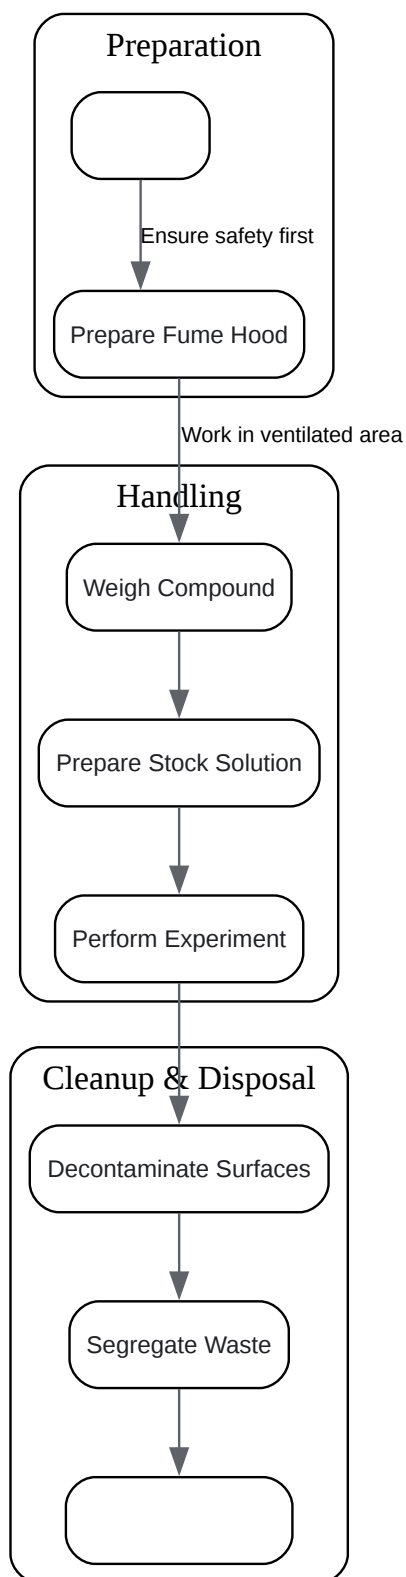 Preparation
Ensure safety first
Prepare Fume Hood
Work in ventilated area
Handling
Weigh Compound
Prepare Stock Solution
Perform Experiment
Cleanup & Disposal
Decontaminate Surfaces
Segregate Waste